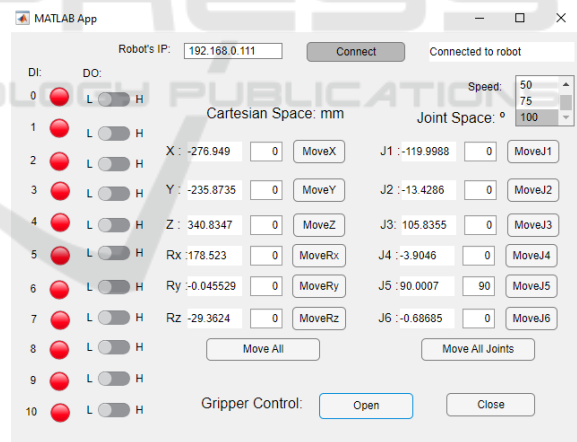 MATLAB App
Robot's IP: 192.168.0.111 Connect Connected to robot
DI: DO: Speed: 50
75
100
Cartesian Space: mm Joint Space: º
0 L H
1 L H
X : -276.949 0 MoveX J1 :-119.9988 0 MoveJ1
2 L H
3 L H Y : -235.8735 0 MoveY J2 :-13.4286 0 MoveJ2
4 L H Z : 340.8347 0 MoveZ J3: 105.8355 0 MoveJ3
5 L H Rx :178.523 0 MoveRx J4 :-3.9046 0 MoveJ4
6 L H Ry :-0.045529 0 MoveRy J5 :90.0007 90 MoveJ5
7 L H Rz -29.3624 0 MoveRz J6 :-0.68685 0 MoveJ6
8 L H Move All Move All Joints
9 L H
10 L H Gripper Control: Open Close
PUBLICATIONS